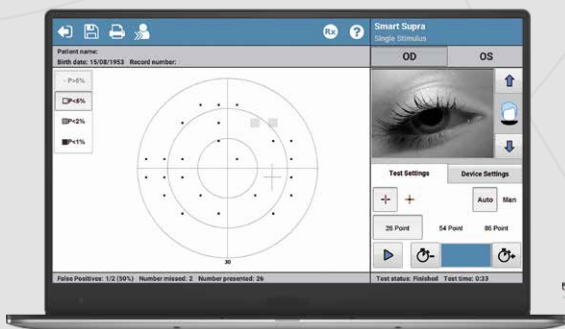 Rx
?
Smart Supra
Single Stimulus
Patient name:
Birth date: 15/08/1953 Record number:
OD
OS
P>5%
P<5%
P<2%
P<1%
30
Test Settings
Device Settings
Auto
Man
26 Point
54 Point
86 Point
False Positives: 1/2 (50%) Number missed: 2 Number presented: 26
Test status: Finished Test time: 0:33